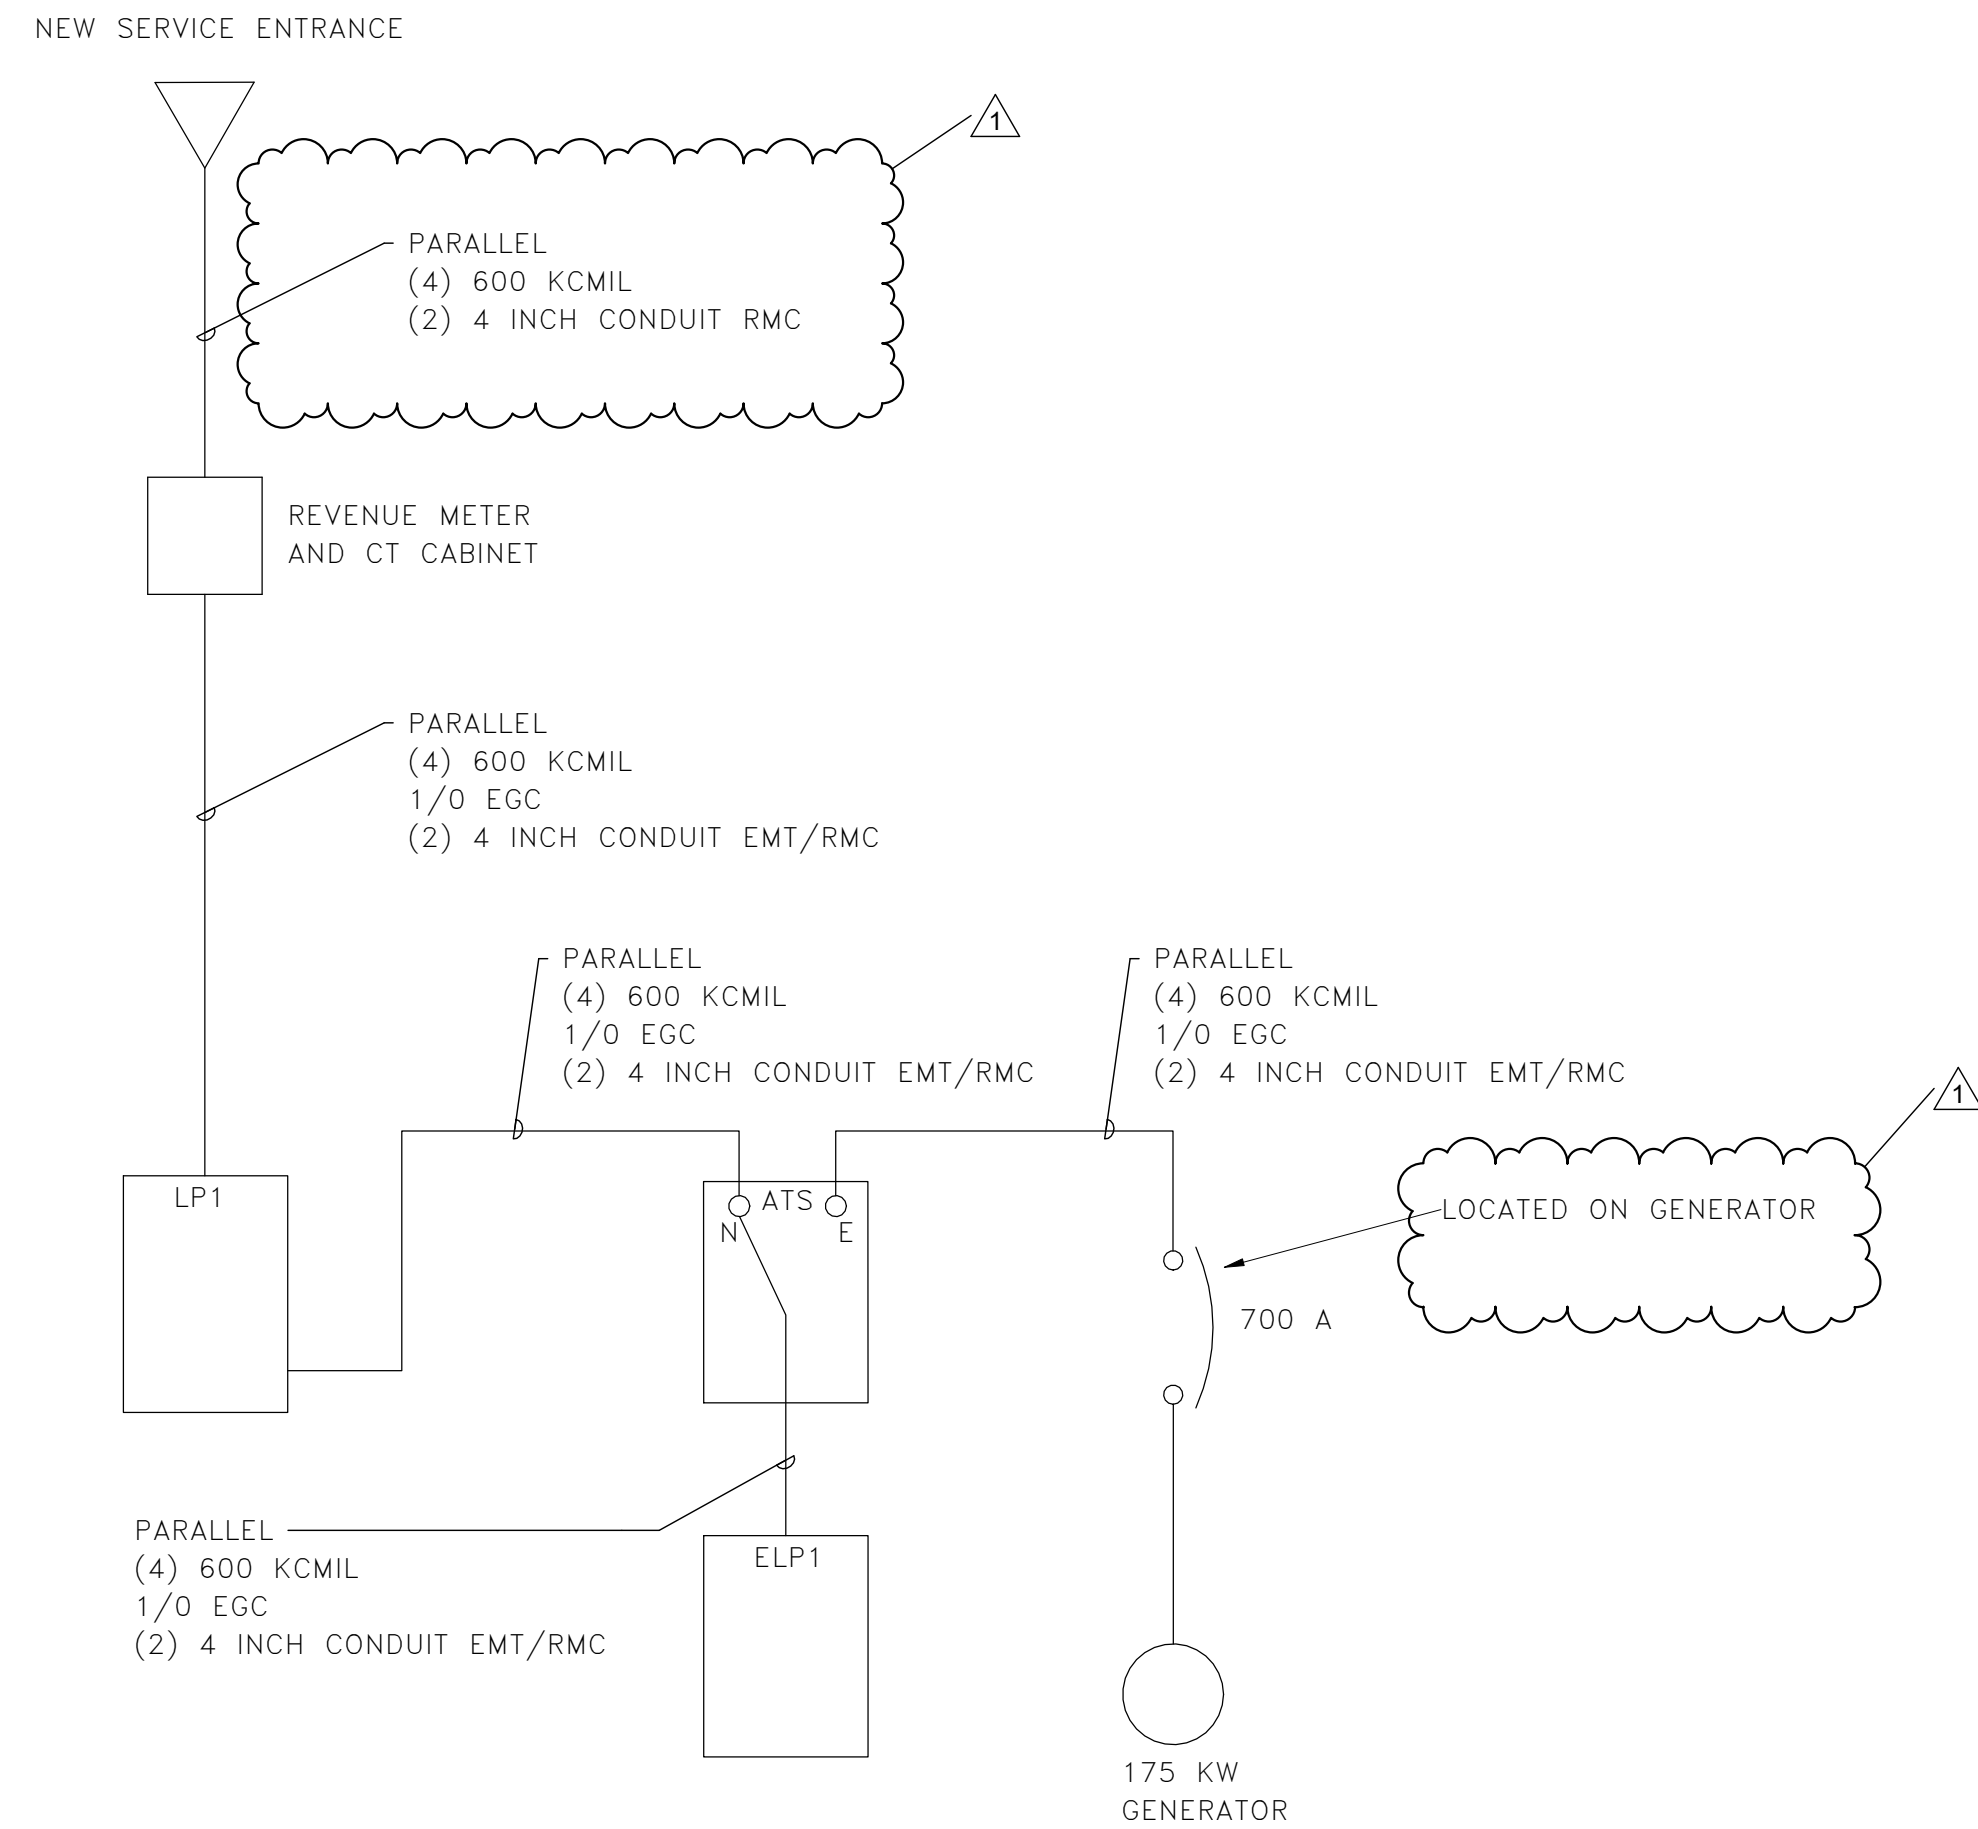 NEW SERVICE ENTRANCE
1
PARALLEL
(4) 600 KCMIL
(2) 4 INCH CONDUIT RMC
REVENUE METER
AND CT CABINET
PARALLEL
(4) 600 KCMIL
1/0 EGC
(2) 4 INCH CONDUIT EMT/RMC
PARALLEL
(4) 600 KCMIL
1/0 EGC
(2) 4 INCH CONDUIT EMT/RMC
PARALLEL
(4) 600 KCMIL
1/0 EGC
(2) 4 INCH CONDUIT EMT/RMC
1
LP1
ATS
N
E
LOCATED ON GENERATOR
700 A
PARALLEL
(4) 600 KCMIL
1/0 EGC
(2) 4 INCH CONDUIT EMT/RMC
ELP1
175 KW
GENERATOR